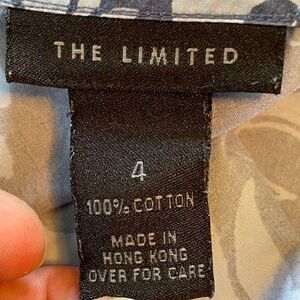 THE LIMITED
4
100% COTTON
MADE IN
HONG KONG
OVER FOR CARE